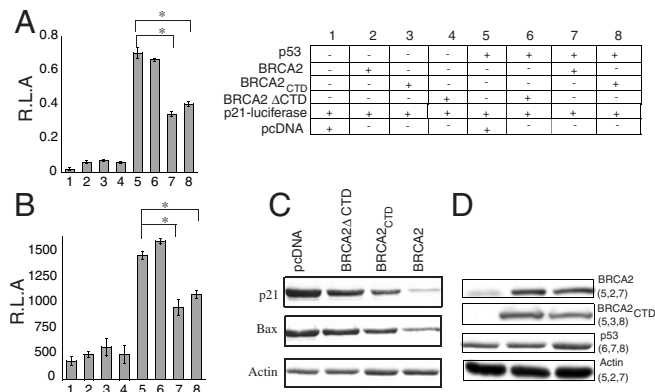 A
R.L.A
0.8
0.6
0.4
0.2
0
* *
1 2 3 4 5 6 7 8
1 2 3 4 5 6 7 8
p53 - - - - + + + +
BRCA2 - + - - - - + -
BRCA2CTD - - + - - - - +
BRCA2 ΔCTD - - - + - + - -
p21-luciferase + + + + + + + +
pcDNA + - - - + - - -
B
R.L.A
1500
1250
1000
750
500
250
0
* *
1 2 3 4 5 6 7 8
C
pcDNA
BRCA2Δ CTD
BRCA2CTD
BRCA2
p21
Bax
Actin
D
BRCA2
(5,2,7)
BRCA2CTD
(5,3,8)
p53
(6,7,8)
Actin
(5,2,7)